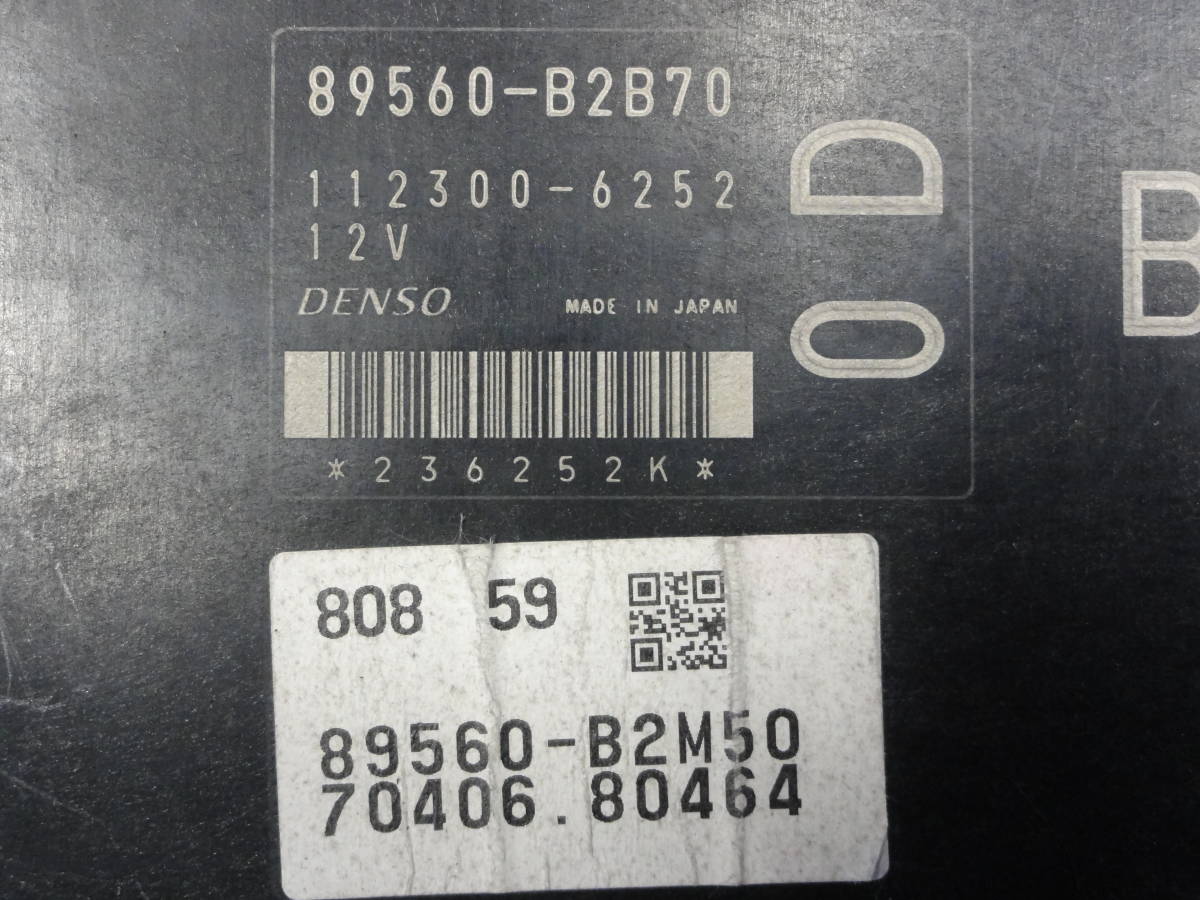 89560-B2B70
112300-6252
12V
DENSO MADE IN JAPAN
*236252K*
0D
B
808 59
89560-B2M50
70406.80464